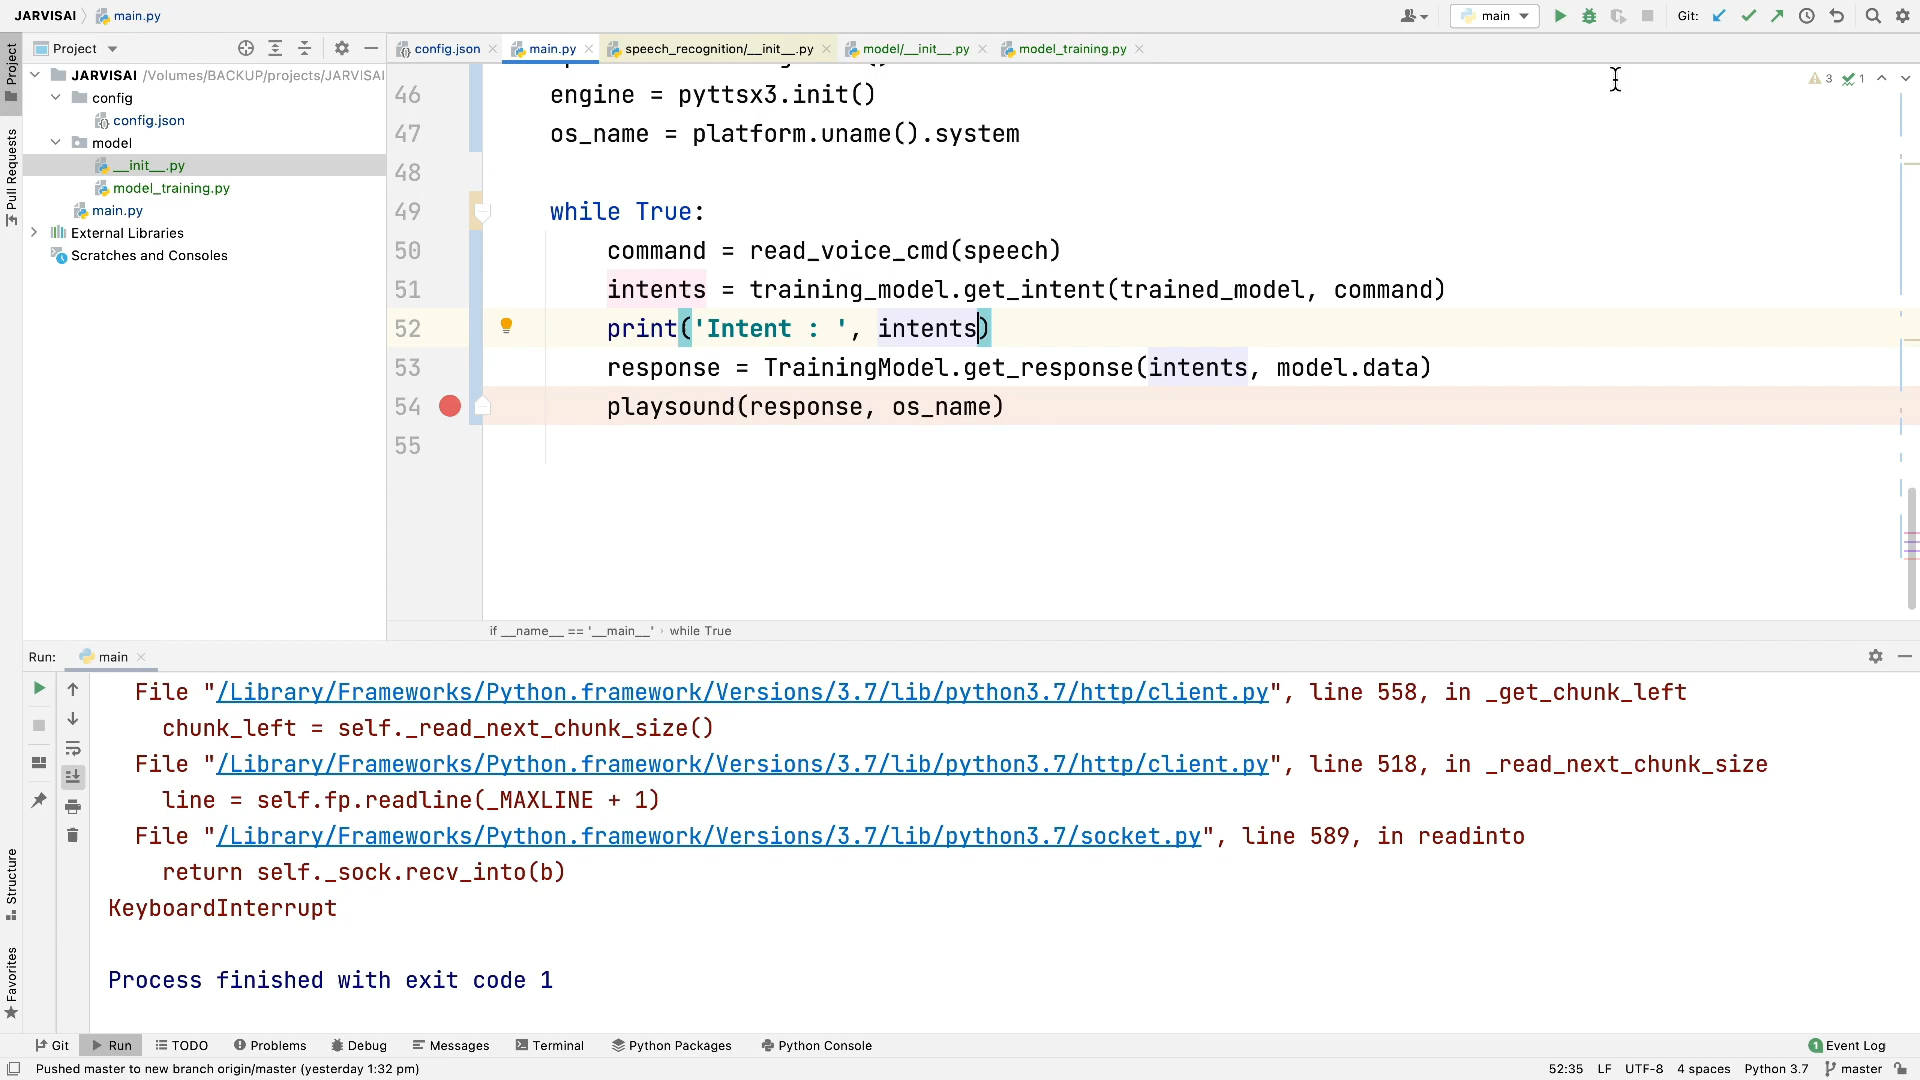 JARVISAI main.py
main Git:
Project
config.json main.py speech_recognition/__init__.py model/__init__.py model_training.py
JARVISAI /Volumes/BACKUP/projects/JARVISAI
config
config.json
model
__init__.py
model_training.py
main.py
External Libraries
Scratches and Consoles
Project
Pull Requests
Structure
Favorites
3 1
46 engine = pyttsx3.init()
47 os_name = platform.uname().system
48
49 while True:
50 command = read_voice_cmd(speech)
51 intents = training_model.get_intent(trained_model, command)
52 print('Intent : ', intents)
53 response = TrainingModel.get_response(intents, model.data)
54 playsound(response, os_name)
55
if __name__ == '__main__' › while True
Run: main
File "/Library/Frameworks/Python.framework/Versions/3.7/lib/python3.7/http/client.py", line 558, in _get_chunk_left
chunk_left = self._read_next_chunk_size()
File "/Library/Frameworks/Python.framework/Versions/3.7/lib/python3.7/http/client.py", line 518, in _read_next_chunk_size
line = self.fp.readline(_MAXLINE + 1)
File "/Library/Frameworks/Python.framework/Versions/3.7/lib/python3.7/socket.py", line 589, in readinto
return self._sock.recv_into(b)
KeyboardInterrupt
Process finished with exit code 1
Git Run TODO Problems Debug Messages Terminal Python Packages Python Console 1 Event Log
Pushed master to new branch origin/master (yesterday 1:32 pm) 52:35 LF UTF-8 4 spaces Python 3.7 master